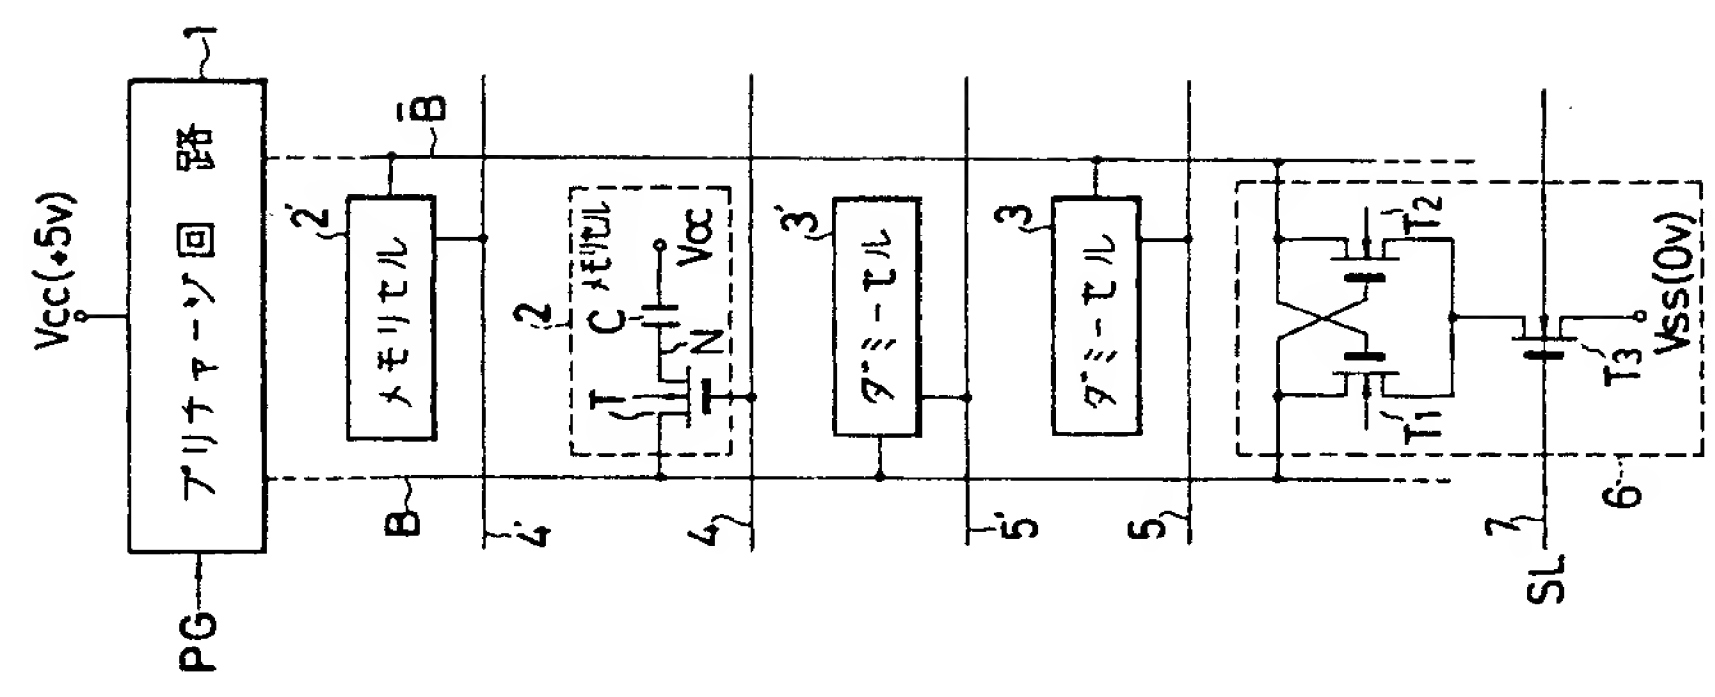 Vcc(+5v)
1
プリチャージ回路
PG
B̄
2'
メモリセル
B
4'
2
メモリセル
C
Vcc
N
T
4
3'
ダミーセル
5'
3
ダミーセル
5
T2
T1
T3
Vss(0v)
6
7
SL